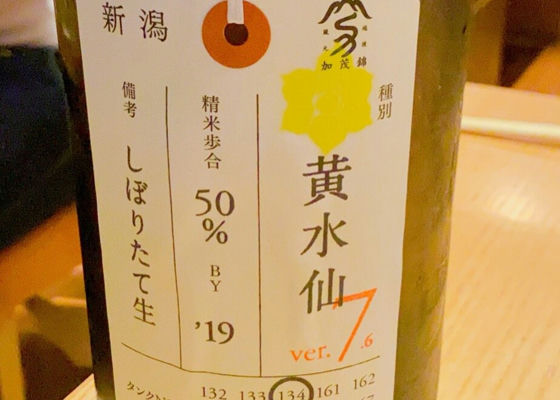 新潟
加茂錦
種別
黄水仙
ver.7.6
精米歩合
50%
BY
'19
備考
しぼりたて生
132 133 134 161 162